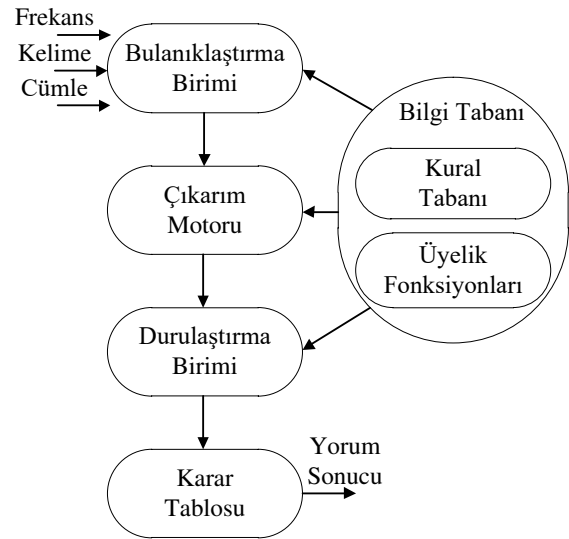 Frekans
Kelime
Cümle
Bulanıklaştırma
Birimi
Bilgi Tabanı
Kural
Tabanı
Üyelik
Fonksiyonları
Çıkarım
Motoru
Durulaştırma
Birimi
Karar
Tablosu
Yorum
Sonucu